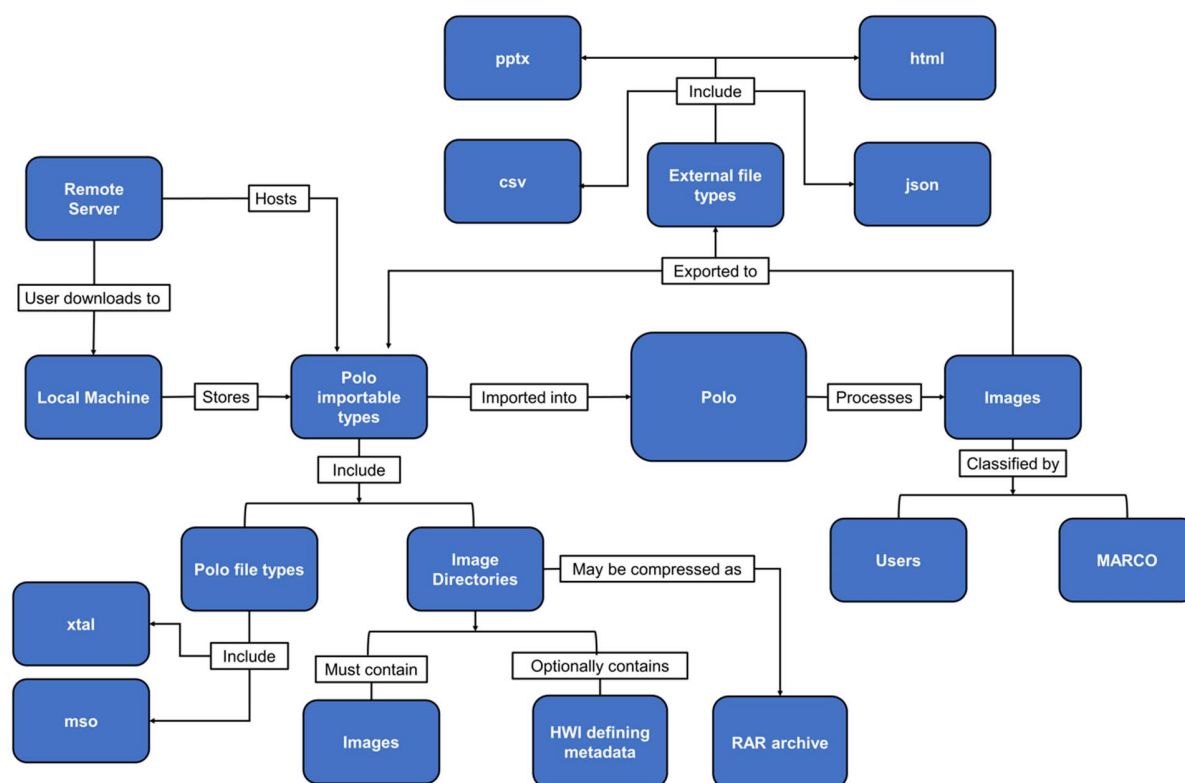 pptx
html
Include
csv
External file
types
json
Remote
Server
Hosts
Exported to
User downloads to
Local Machine
Stores
Polo
importable
types
Imported into
Polo
Processes
Images
Include
Classified by
Polo file types
Image
Directories
May be compressed as
Users
MARCO
xtal
Include
mso
Must contain
Optionally contains
Images
HWI defining
metadata
RAR archive